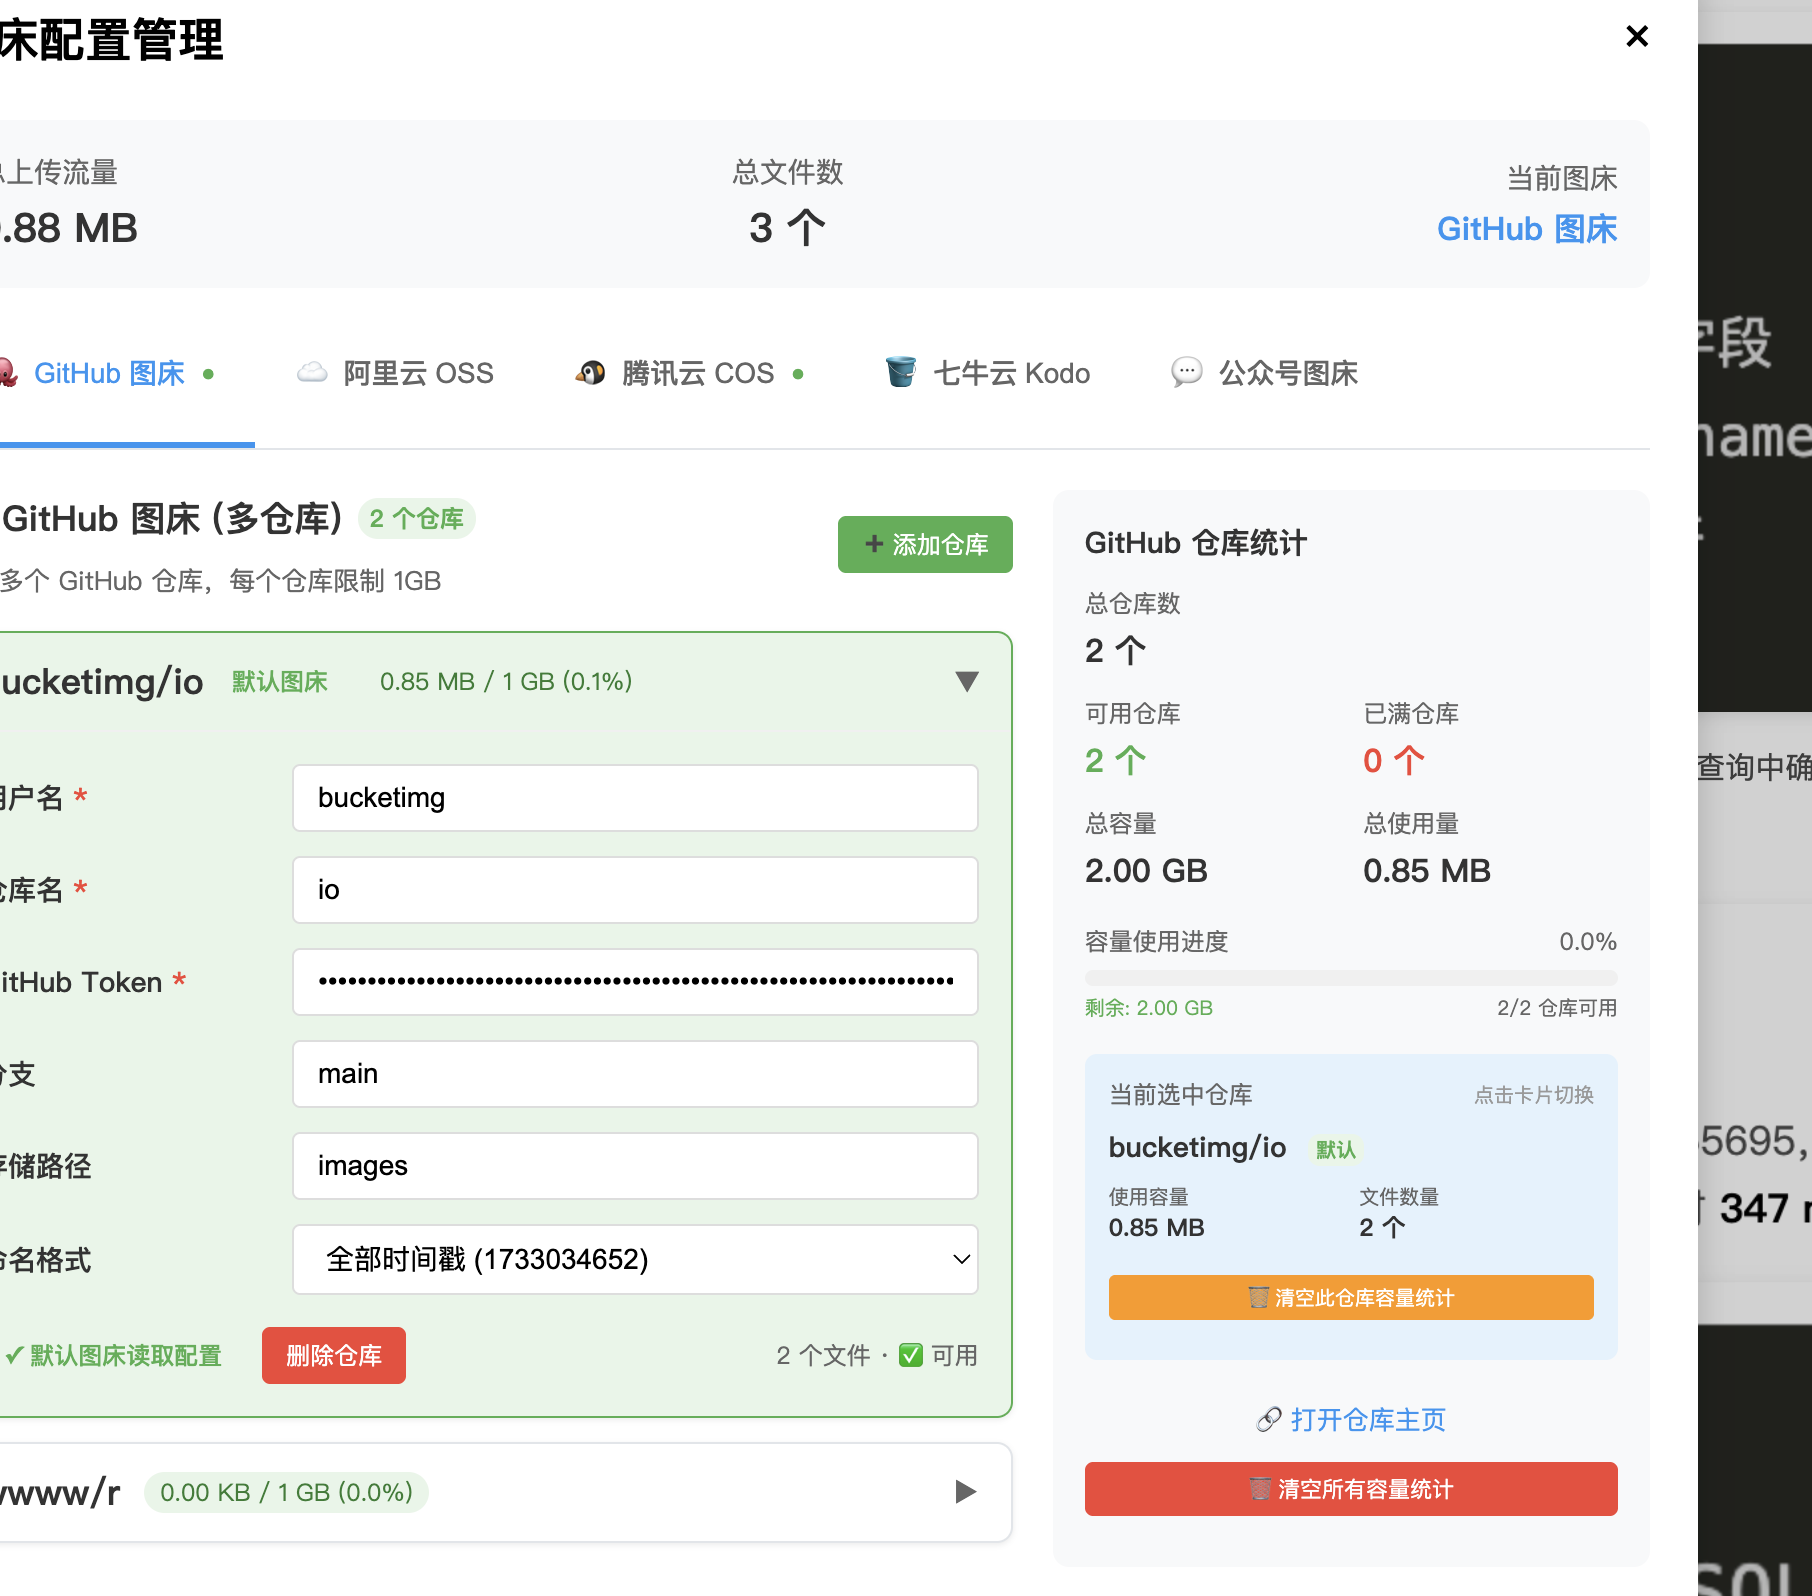 床配置管理
上传流量
总文件数
当前图床
.88 MB
3 个
GitHub 图床
GitHub 图床
阿里云 OSS
腾讯云 COS
七牛云 Kodo
公众号图床
GitHub 图床 (多仓库)
2 个仓库
多个 GitHub 仓库，每个仓库限制 1GB
+ 添加仓库
ucketimg/io
默认图床
0.85 MB / 1 GB (0.1%)
户名 *
bucketimg
库名 *
io
itHub Token *
main
支
储路径
images
名格式
全部时间戳 (1733034652)
✓默认图床读取配置
删除仓库
2 个文件 · ✅ 可用
www/r
0.00 KB / 1 GB (0.0%)
GitHub 仓库统计
总仓库数
2 个
可用仓库
已满仓库
2 个
0 个
总容量
总使用量
2.00 GB
0.85 MB
容量使用进度
0.0%
剩余: 2.00 GB
2/2 仓库可用
当前选中仓库
点击卡片切换
bucketimg/io
默认
使用容量
文件数量
0.85 MB
2 个
清空此仓库容量统计
打开仓库主页
清空所有容量统计
字段
name
查询中确
5695,
347
SQL